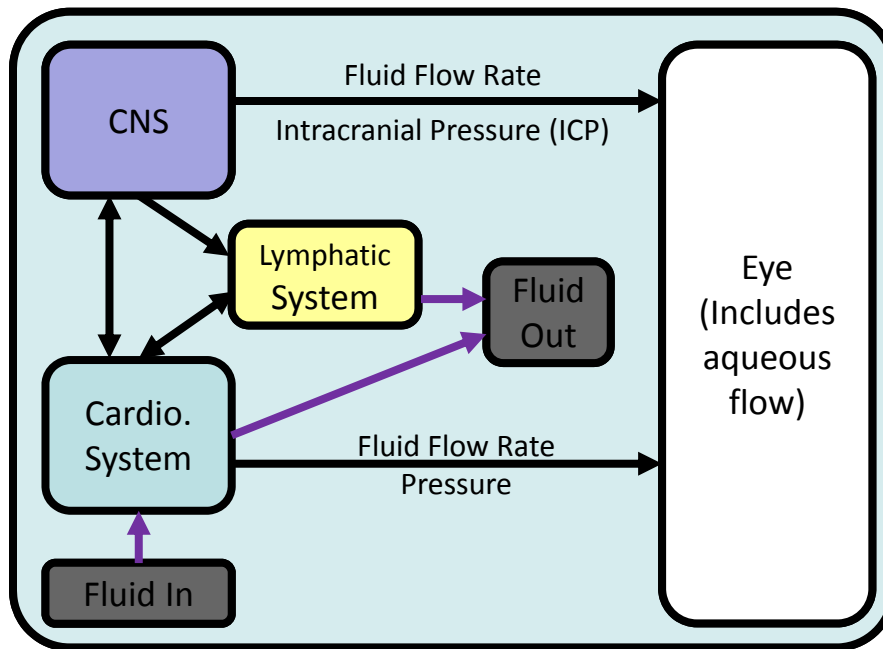 CNS
Fluid Flow Rate
Intracranial Pressure (ICP)
Lymphatic
System
Fluid
Out
Eye
(Includes
aqueous
flow)
Cardio.
System
Fluid Flow Rate
Pressure
Fluid In